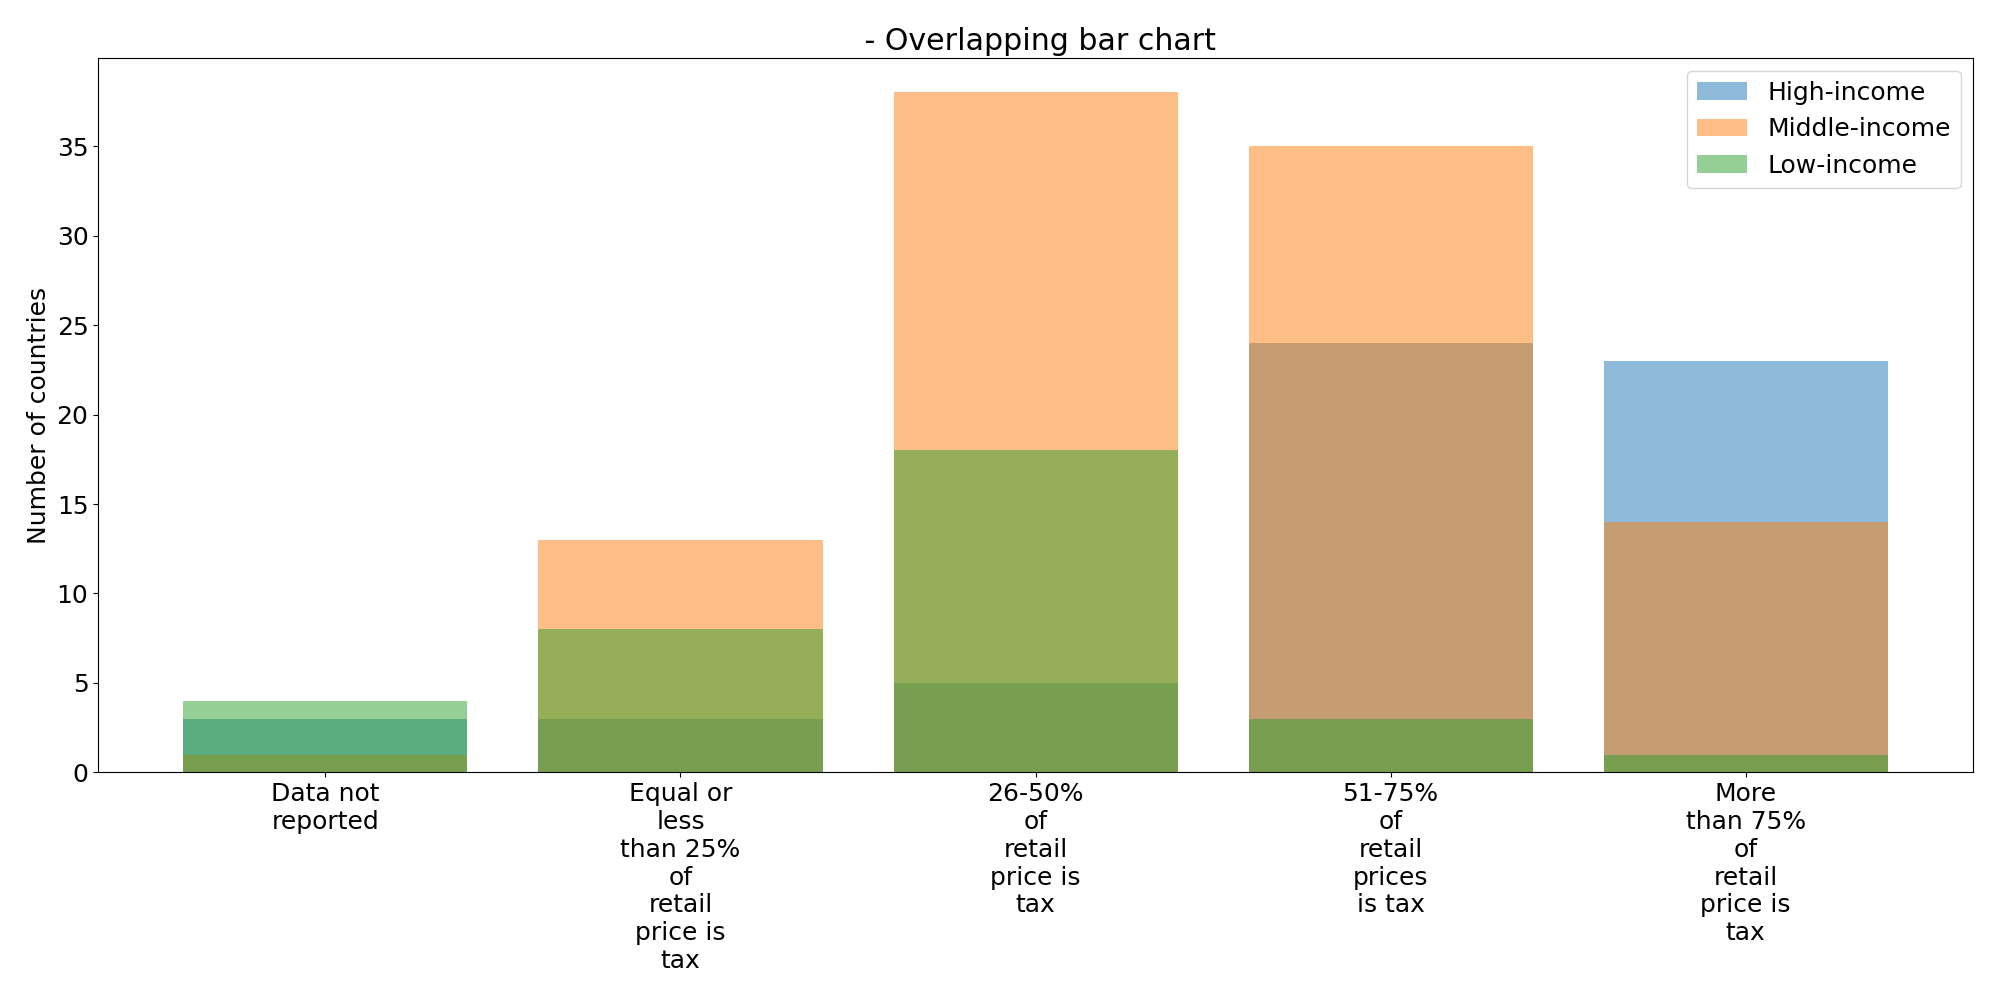 - Overlapping bar chart
High-income
Middle-income
Low-income
Number of countries
35
30
25
20
15
10
5
0
Data not
reported
Equal or
less
than 25%
of
retail
price is
tax
26-50%
of
retail
price is
tax
51-75%
of
retail
prices
is tax
More
than 75%
of
retail
price is
tax